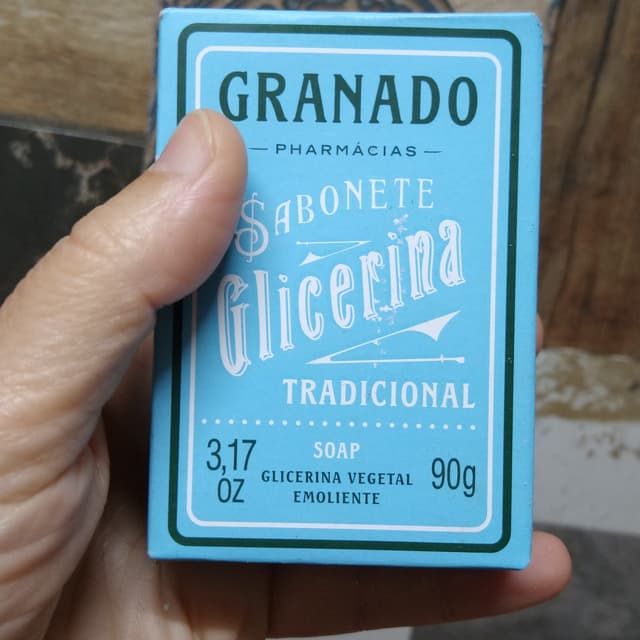 GRANADO
PHARMÁCIAS
SABONETE
Glicerina
TRADICIONAL
SOAP
3,17 OZ
GLICERINA VEGETAL
EMOLIENTE
90g